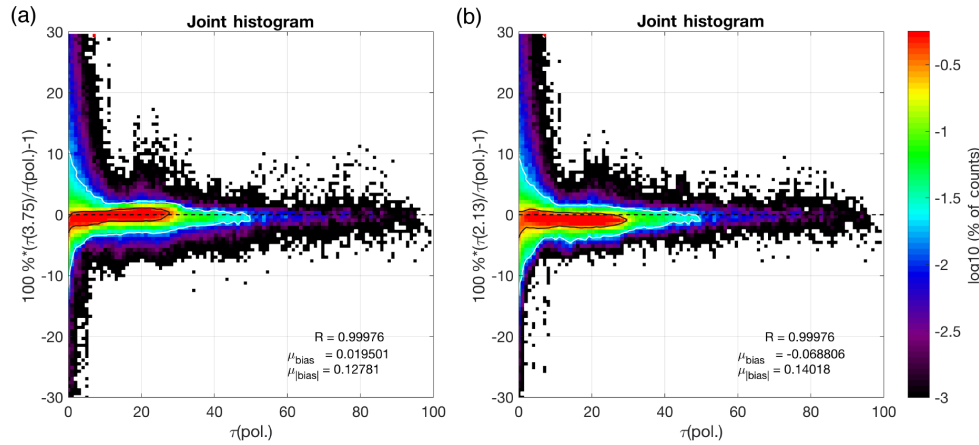 (a)
Joint histogram
30
20
10
0
-10
-20
-30
100 %*(τ(3.75)/τ(pol.)-1)
R = 0.99976
μbias = 0.019501
μ|bias| = 0.12781
0 20 40 60 80 100
τ(pol.)
(b)
Joint histogram
30
20
10
0
-10
-20
-30
100 %*(τ(2.13)/τ(pol.)-1)
R = 0.99976
μbias = -0.068806
μ|bias| = 0.14018
0 20 40 60 80 100
τ(pol.)
-0.5
-1
-1.5
-2
-2.5
-3
log10 (% of counts)